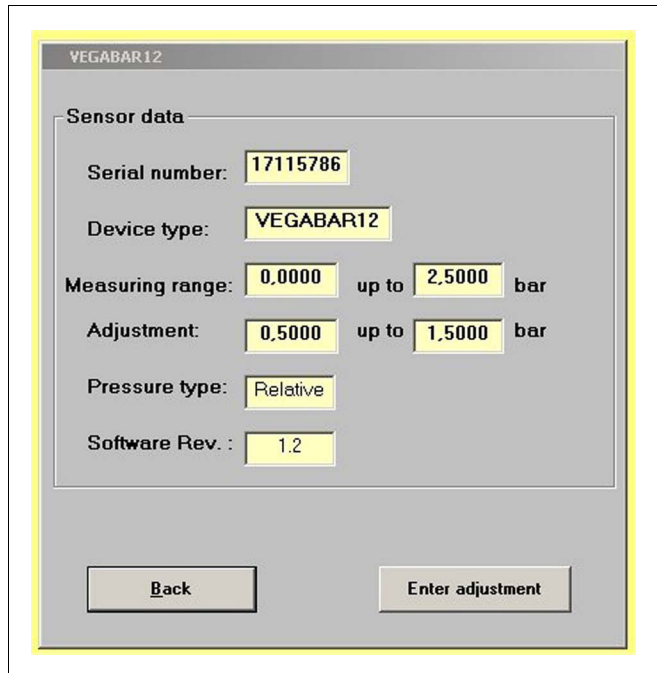 VEGABAR12
Sensor data
Serial number: 17115786
Device type: VEGABAR12
Measuring range: 0,0000 up to 2,5000 bar
Adjustment: 0,5000 up to 1,5000 bar
Pressure type: Relative
Software Rev. : 1.2
Back Enter adjustment